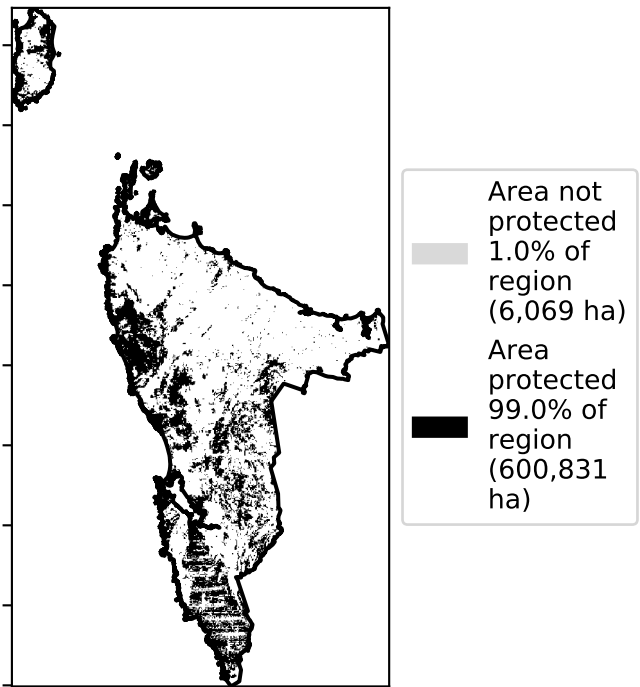 Area not
protected
1.0% of
region
(6,069 ha)
Area
protected
99.0% of
region
(600,831
ha)